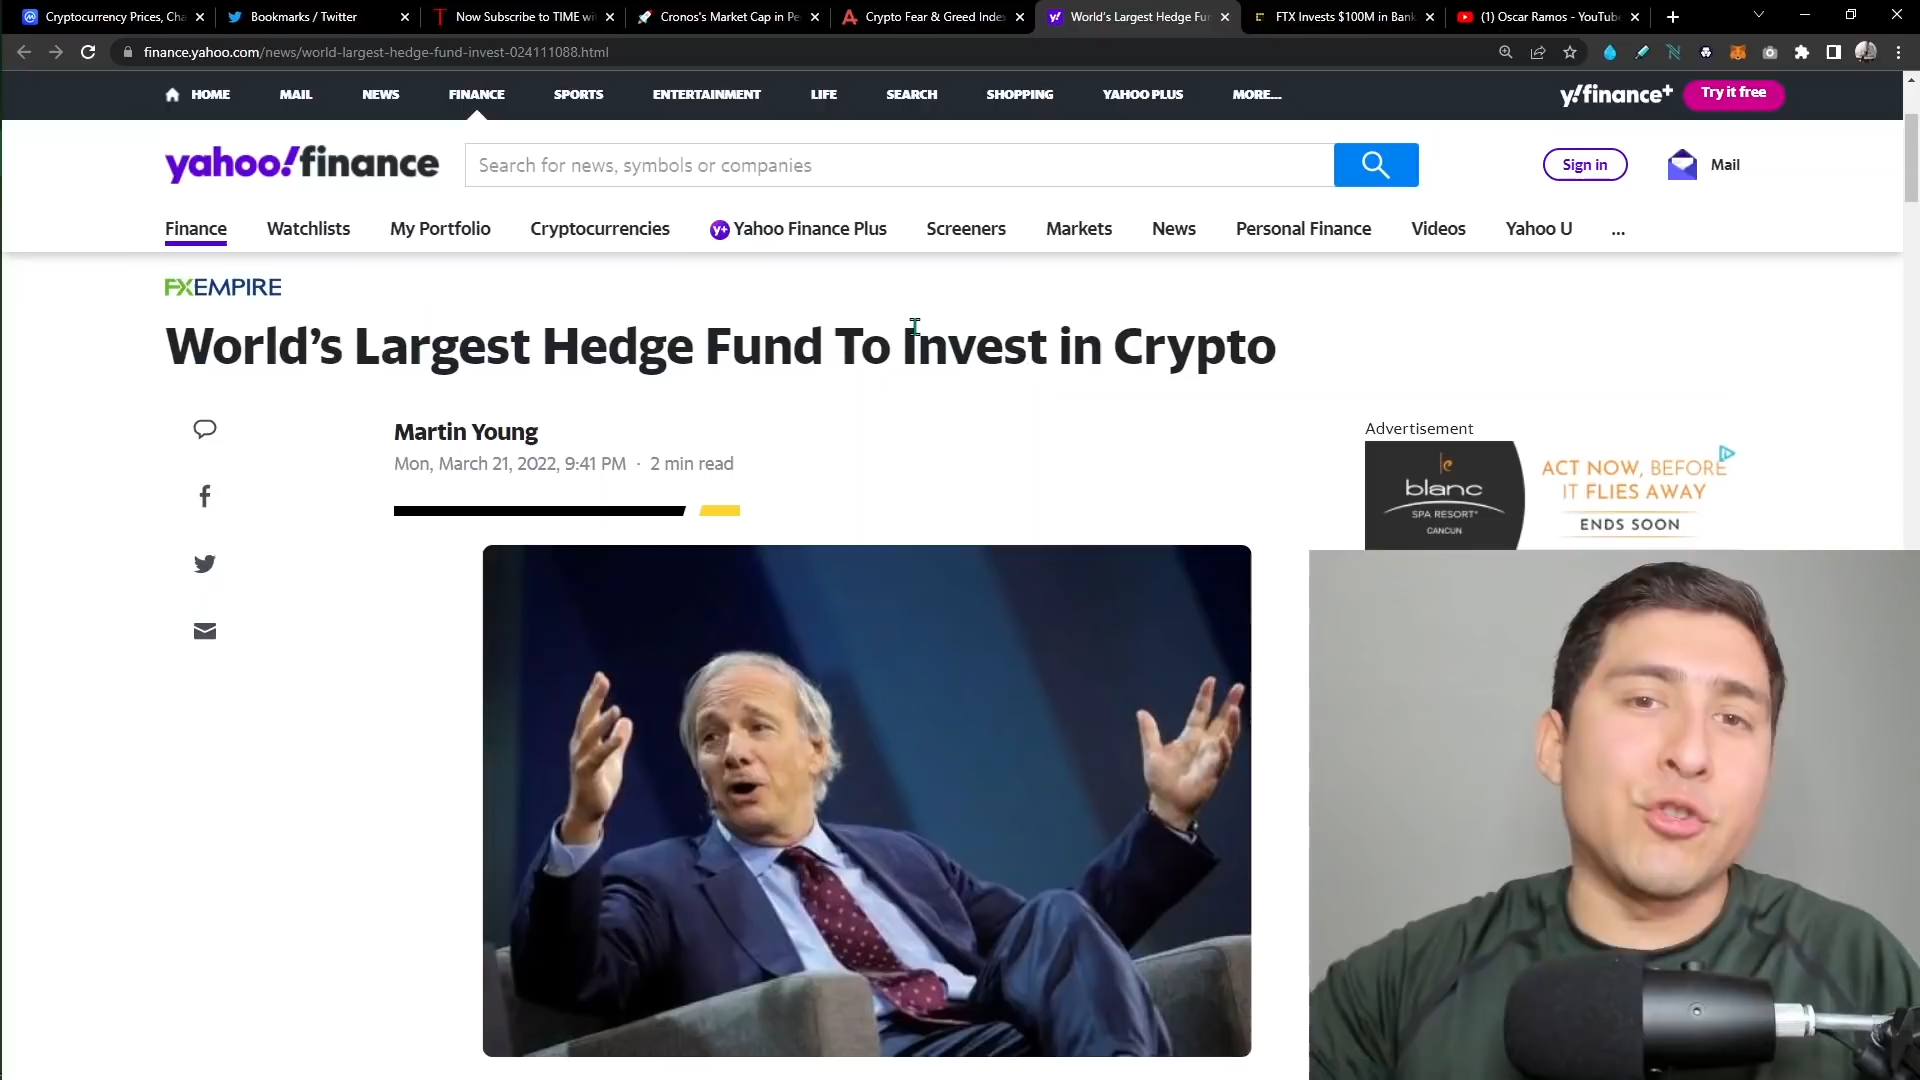 Cryptocurrency Prices, Cha
Bookmarks / Twitter
Now Subscribe to TIME wi
Cronos's Market Cap in Pe
Crypto Fear & Greed Inde
World's Largest Hedge Fu
FTX Invests $100M in Bank
(1) Oscar Ramos - YouTub
finance.yahoo.com/news/world-largest-hedge-fund-invest-024111088.html
HOME MAIL NEWS FINANCE SPORTS ENTERTAINMENT LIFE SEARCH SHOPPING YAHOO PLUS MORE...
y!finance+ Try it free
yahoo!finance
Search for news, symbols or companies
Sign in
Mail
Finance Watchlists My Portfolio Cryptocurrencies y+ Yahoo Finance Plus Screeners Markets News Personal Finance Videos Yahoo U ...
FXEMPIRE
World's Largest Hedge Fund To Invest in Crypto
Martin Young
Mon, March 21, 2022, 9:41 PM · 2 min read
Advertisement
le
blanc
SPA RESORT
CANCUN
ACT NOW, BEFORE
IT FLIES AWAY
ENDS SOON